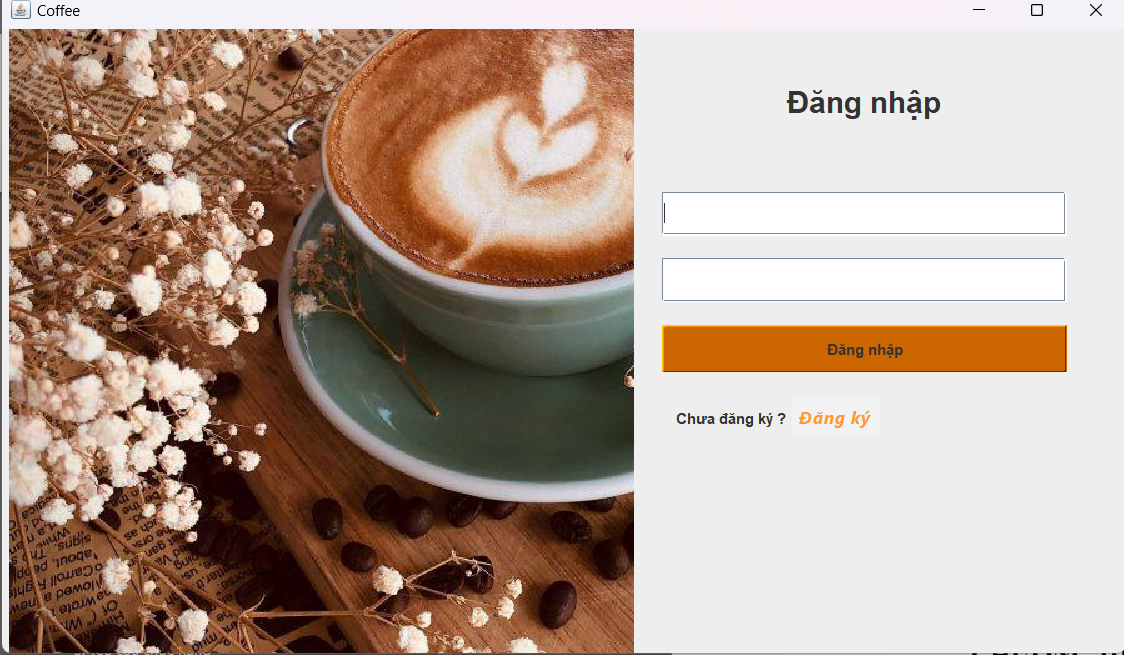 Coffee
Đăng nhập
Đăng nhập
Chưa đăng ký ? Đăng ký